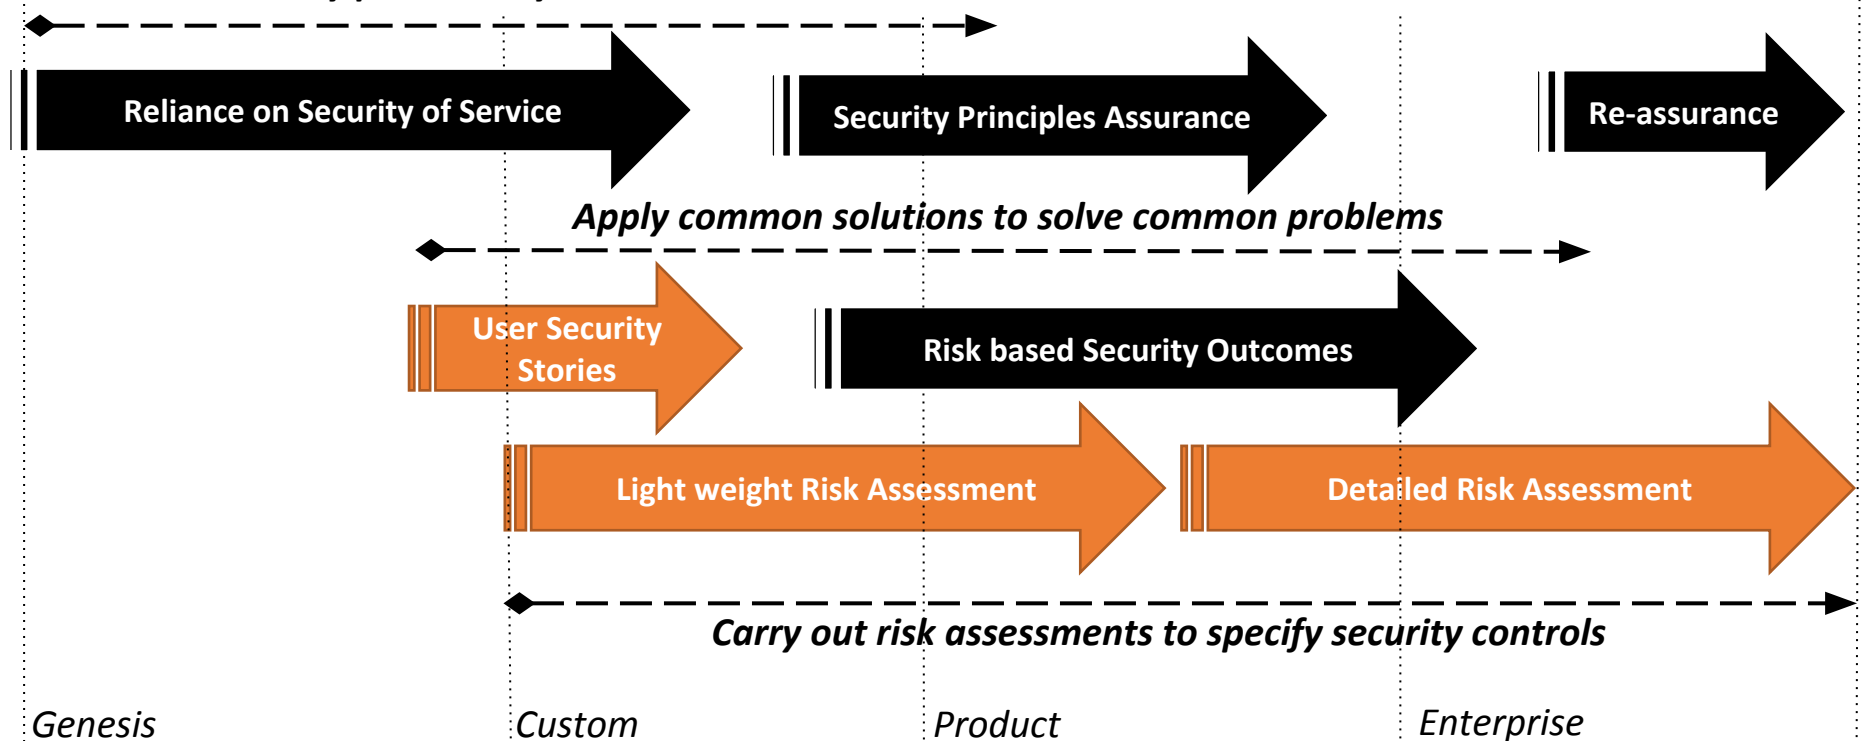 Reliance on Security of Service
Security Principles Assurance
Re-assurance
Apply common solutions to solve common problems
User Security
Stories
Risk based Security Outcomes
Light weight Risk Assessment
Detailed Risk Assessment
Carry out risk assessments to specify security controls
Genesis
Custom
Product
Enterprise